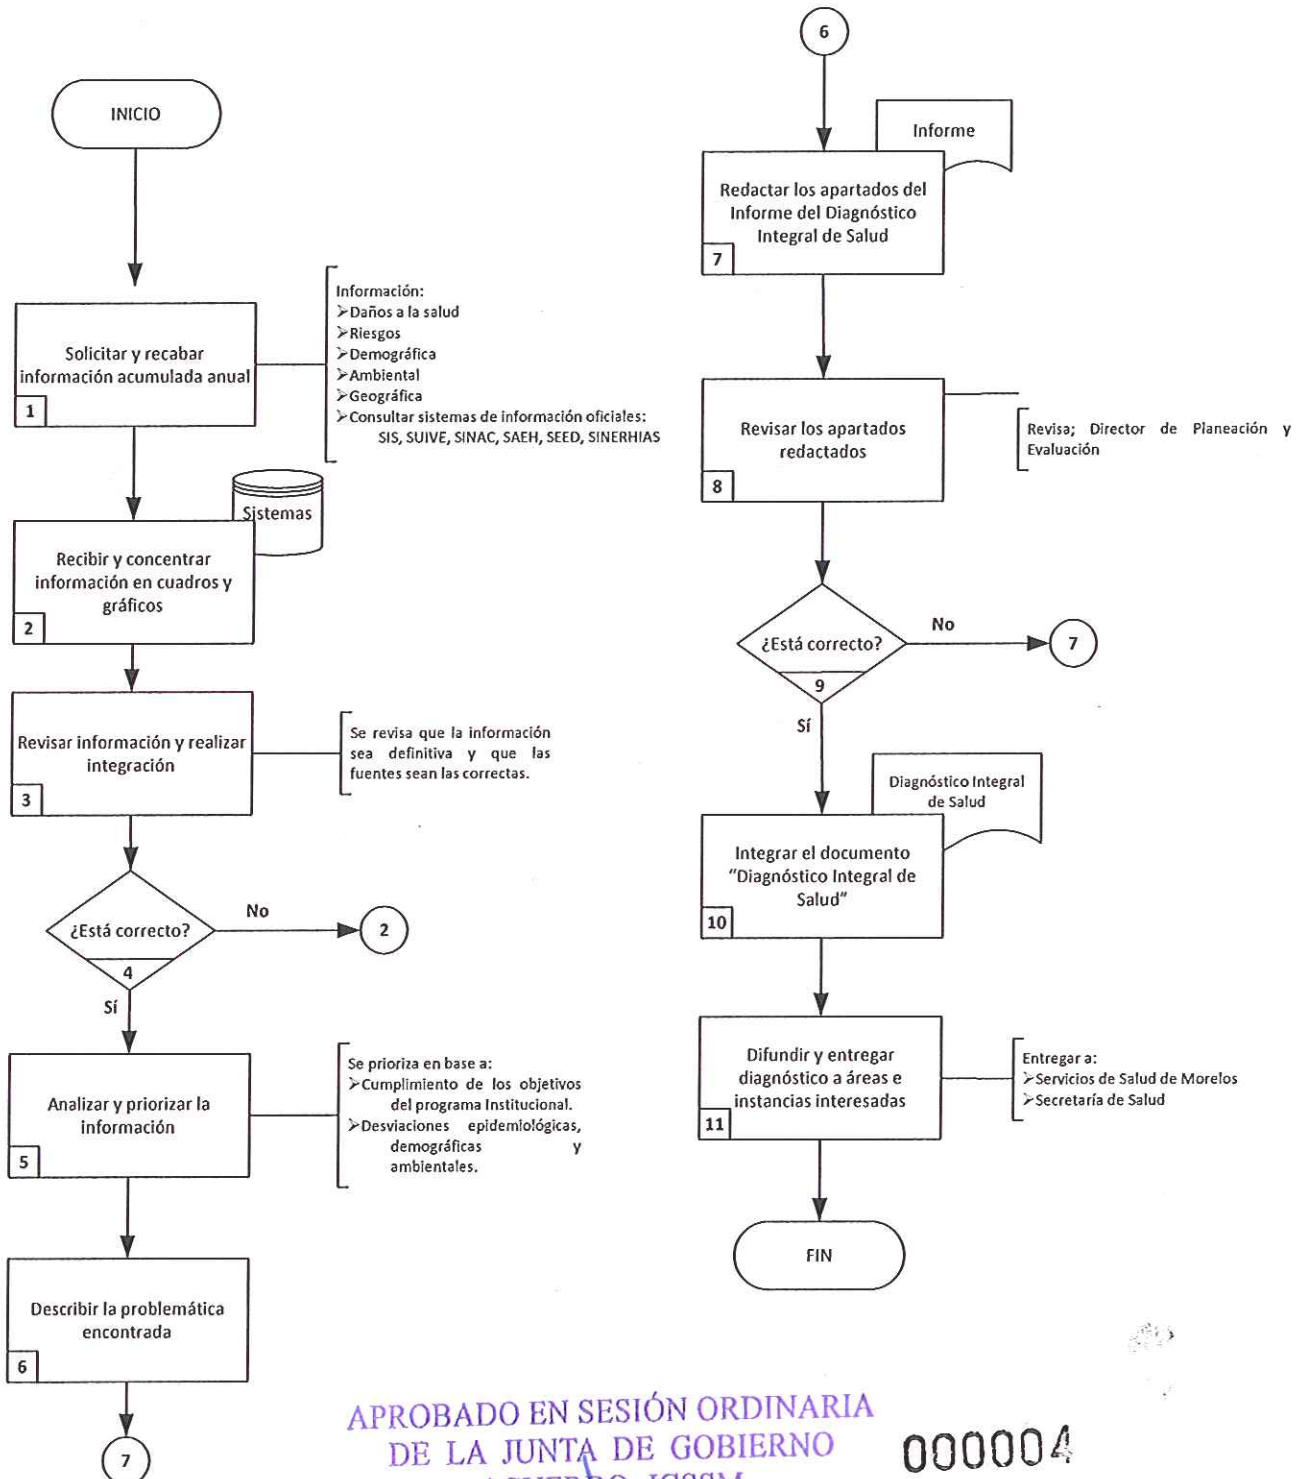 INICIO
Solicitar y recabar
información acumulada anual
1
Información:
➢Daños a la salud
➢Riesgos
➢Demográfica
➢Ambiental
➢Geográfica
➢Consultar sistemas de información oficiales:
SIS, SUIVE, SINAC, SAEH, SEED, SINERHIAS
Sistemas
Recibir y concentrar
información en cuadros y
gráficos
2
Revisar información y realizar
integración
3
Se revisa que la información
sea definitiva y que las
fuentes sean las correctas.
¿Está correcto?
4
No
2
Sí
Analizar y priorizar la
información
5
Se prioriza en base a:
➢Cumplimiento de los objetivos
del programa Institucional.
➢Desviaciones epidemiológicas,
demográficas y
ambientales.
Describir la problemática
encontrada
6
7
6
Informe
Redactar los apartados del
Informe del Diagnóstico
Integral de Salud
7
Revisar los apartados
redactados
8
Revisa; Director de Planeación y
Evaluación
¿Está correcto?
9
No
7
Sí
Diagnóstico Integral
de Salud
Integrar el documento
“Diagnóstico Integral de
Salud”
10
Difundir y entregar
diagnóstico a áreas e
instancias interesadas
11
Entregar a:
➢Servicios de Salud de Morelos
➢Secretaría de Salud
FIN
APROBADO EN SESIÓN ORDINARIA
DE LA JUNTA DE GOBIERNO
000004